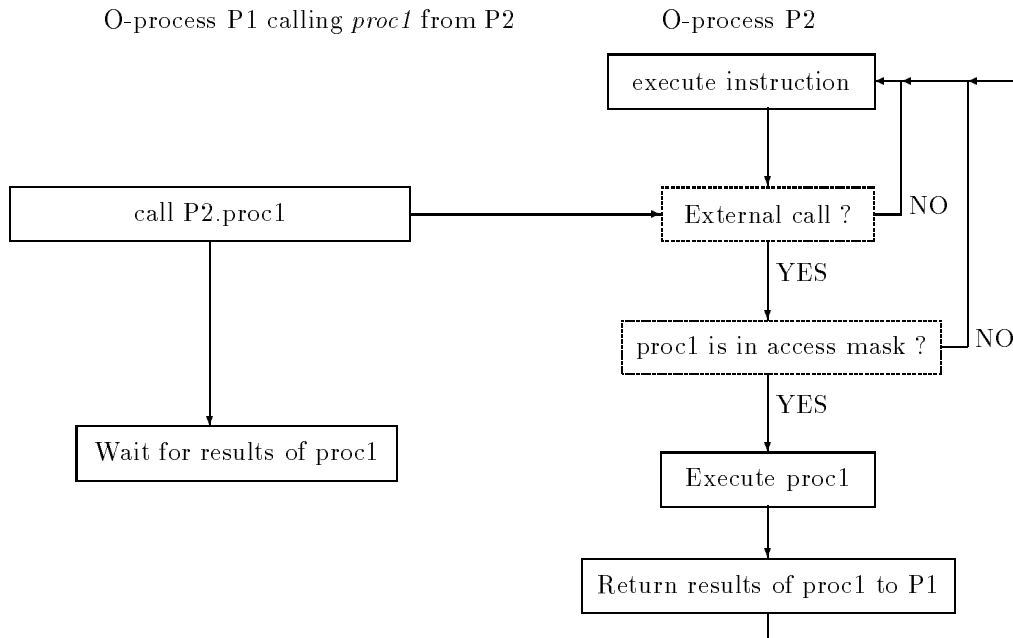 O-process P1 calling proc1 from P2
O-process P2
execute instruction
call P2.proc1
External call ?
NO
YES
proc1 is in access mask ?
NO
YES
Wait for results of proc1
Execute proc1
Return results of proc1 to P1